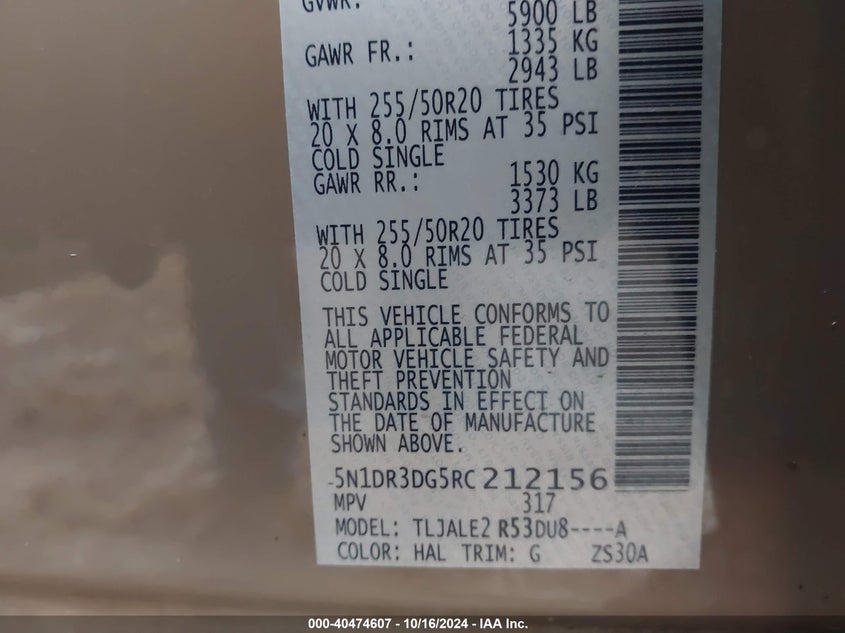 GVWR:
5900 LB
GAWR FR.: 1335 KG
2943 LB
WITH 255/50R20 TIRES
20 X 8.0 RIMS AT 35 PSI
COLD SINGLE
GAWR RR.: 1530 KG
3373 LB
WITH 255/50R20 TIRES
20 X 8.0 RIMS AT 35 PSI
COLD SINGLE
THIS VEHICLE CONFORMS TO
ALL APPLICABLE FEDERAL
MOTOR VEHICLE SAFETY AND
THEFT PREVENTION
STANDARDS IN EFFECT ON
THE DATE OF MANUFACTURE
SHOWN ABOVE.
5N1DR3DG5RC212156
MPV 317
MODEL: TLJALE2 R53DU8----A
COLOR: HAL TRIM: G ZS30A
000-40474607 - 10/16/2024 - IAA Inc.